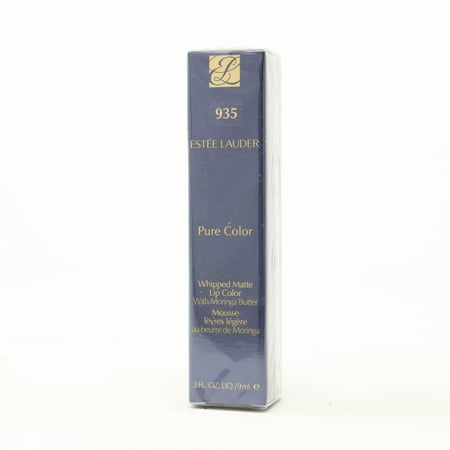 935
ESTÉE LAUDER
Pure Color
Whipped Matte
Lip Color
With Moringa Butter
Mousse
lèvres légère
au beurre de Moringa
.3 FL. OZ. LIQ./9ml ℮